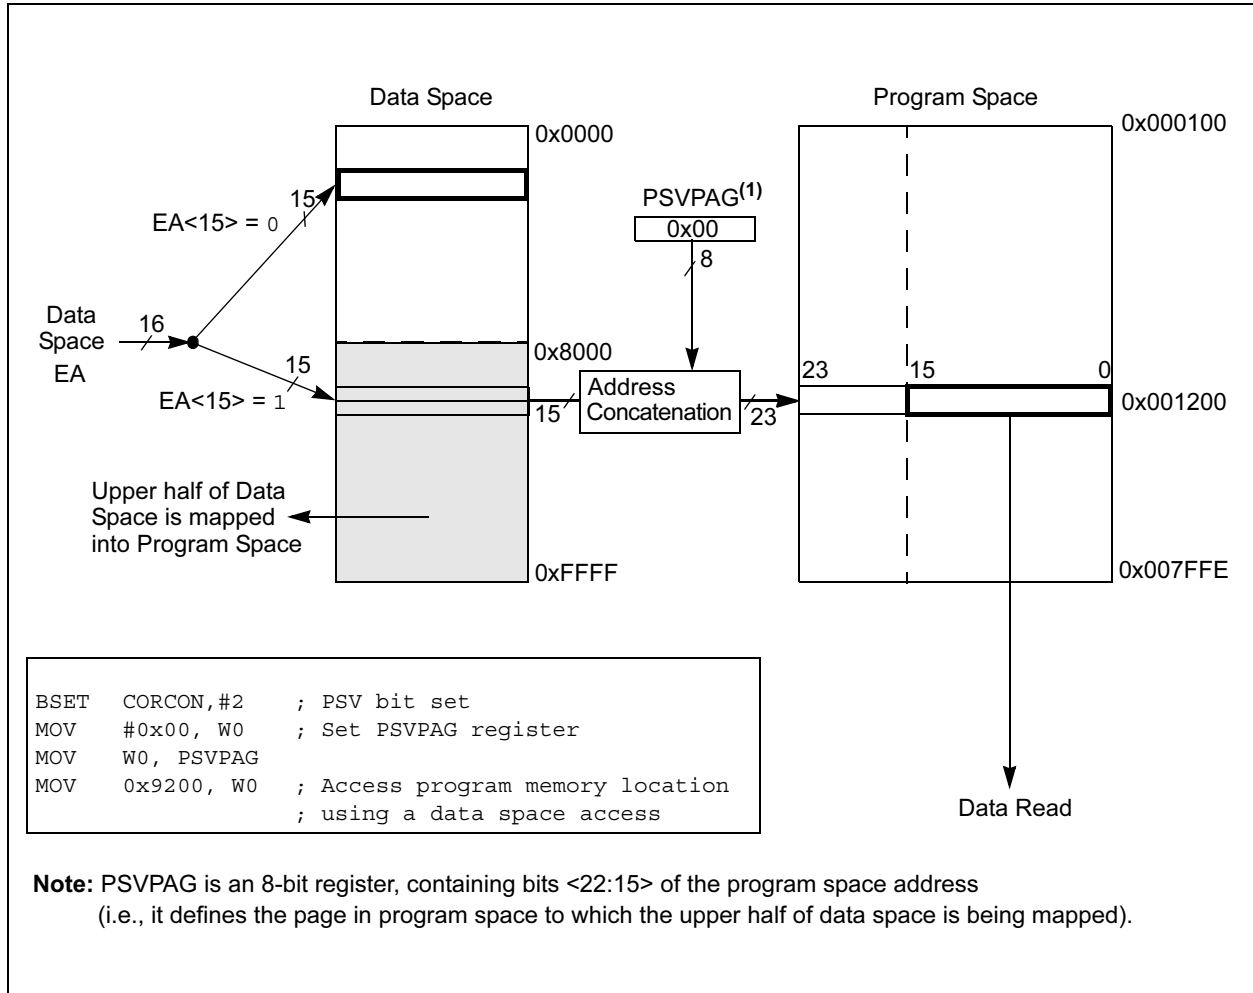 Data Space
Program Space
0x0000
0x000100
15
PSVPAG(1)
EA<15> = 0
0x00
8
Data
Space
EA
16
0x8000
15
EA<15> = 1
15
Address
Concatenation
23
23
15
0
0x001200
Upper half of Data
Space is mapped
into Program Space
0xFFFF
0x007FFE
BSET CORCON,#2 ; PSV bit set
MOV #0x00, W0 ; Set PSVPAG register
MOV W0, PSVPAG
MOV 0x9200, W0 ; Access program memory location
; using a data space access
Data Read
Note: PSVPAG is an 8-bit register, containing bits <22:15> of the program space address
(i.e., it defines the page in program space to which the upper half of data space is being mapped).